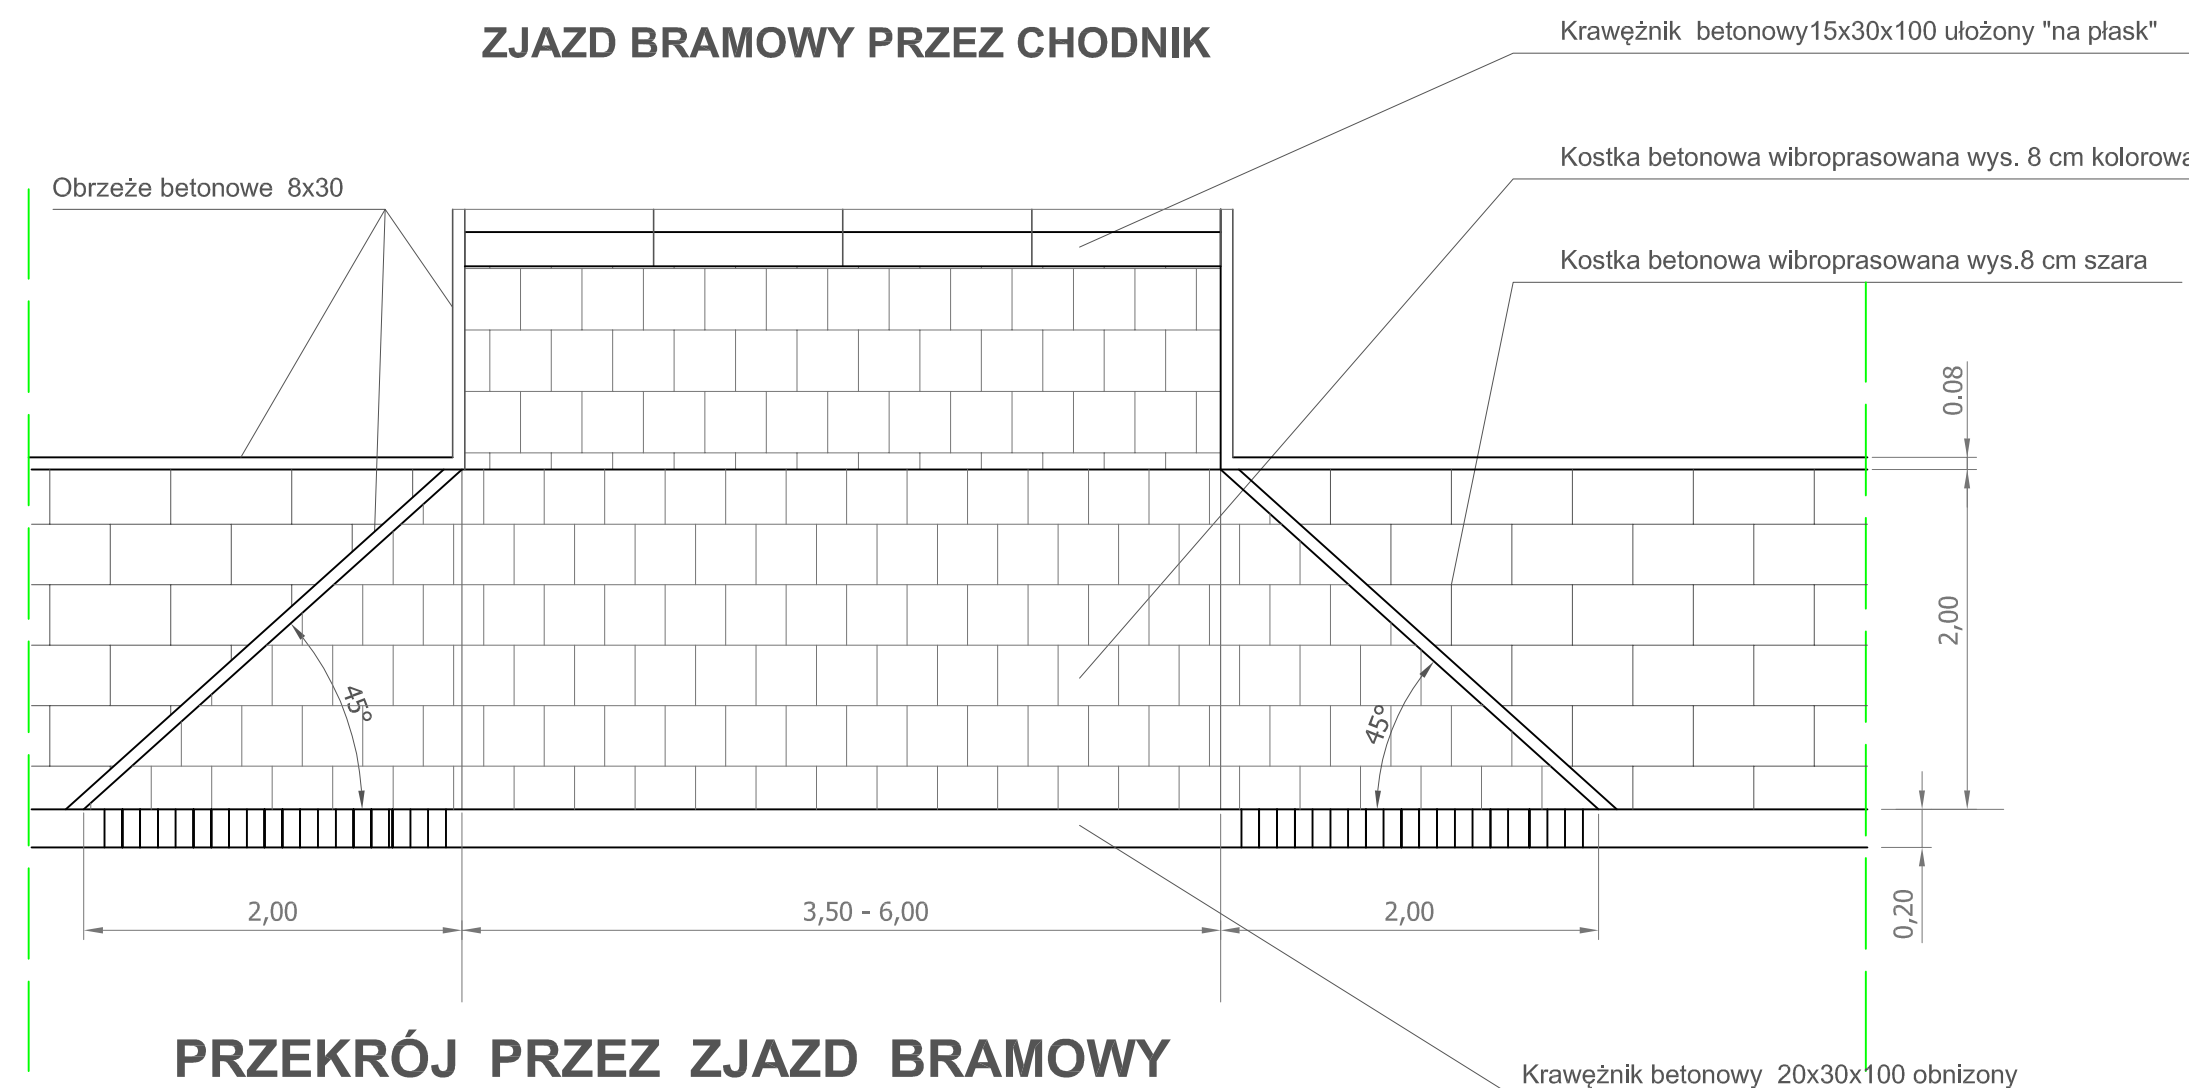 ZJAZD BRAMOWY PRZEZ CHODNIK
Krawężnik betonowy15x30x100 ułożony "na płask"
Kostka betonowa wibroprasowana wys. 8 cm kolorowa
Obrzeże betonowe 8x30
Kostka betonowa wibroprasowana wys.8 cm szara
0.08
2,00
45°
45°
2,00
3,50 - 6,00
2,00
0,20
PRZEKRÓJ PRZEZ ZJAZD BRAMOWY
Krawężnik betonowy 20x30x100 obnizony